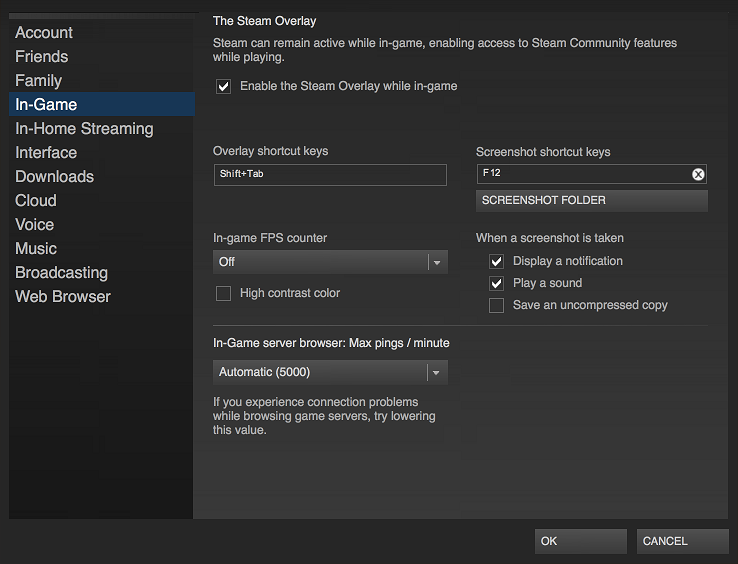 Account
Friends
Family
In-Game
In-Home Streaming
Interface
Downloads
Cloud
Voice
Music
Broadcasting
Web Browser
The Steam Overlay
Steam can remain active while in-game, enabling access to Steam Community features
while playing.
Enable the Steam Overlay while in-game
Overlay shortcut keys
Shift+Tab
Screenshot shortcut keys
F12
SCREENSHOT FOLDER
In-game FPS counter
Off
High contrast color
When a screenshot is taken
Display a notification
Play a sound
Save an uncompressed copy
In-Game server browser: Max pings / minute
Automatic (5000)
If you experience connection problems
while browsing game servers, try lowering
this value.
OK
CANCEL